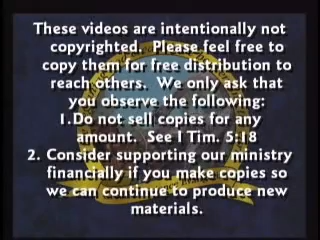 These videos are intentionally not
copyrighted. Please feel free to
copy them for free distribution to
reach others. We only ask that
you observe the following:
1.Do not sell copies for any
amount. See I Tim. 5:18
2. Consider supporting our ministry
financially if you make copies so
we can continue to produce new
materials.